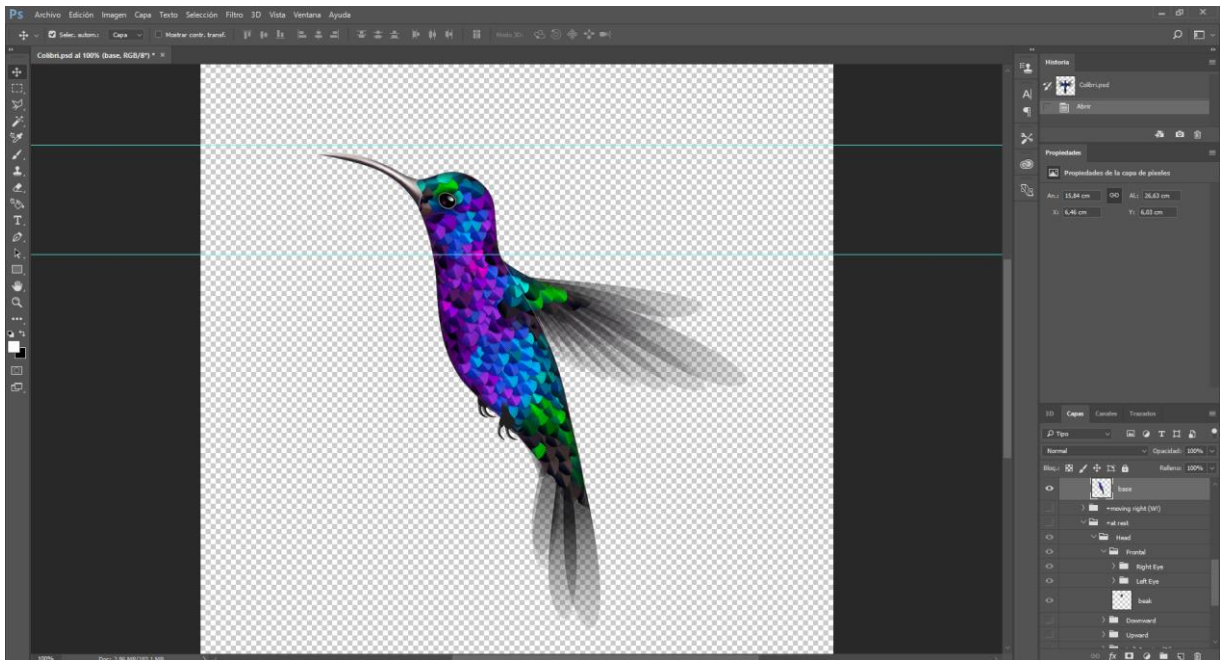 Ps Archivo Edición Imagen Capa Texto Selección Filtro 3D Vista Ventana Ayuda
Selec. autom.: Capa Mostrar contr. transf. Modo 3D:
Colibri.psd al 100% (base, RGB/8*) * ×
Historia
Colibri.psd
Abrir
Propiedades
Propiedades de la capa de píxeles
An.: 15,84 cm Al.: 26,63 cm
X: 6,46 cm Y: 6,03 cm
3D Capas Canales Trazados
Tipo
Normal Opacidad: 100%
Bloq.: Relleno: 100%
base
+moving right (W!)
+at rest
Head
Frontal
Right Eye
Left Eye
beak
Downward
Upward
100%